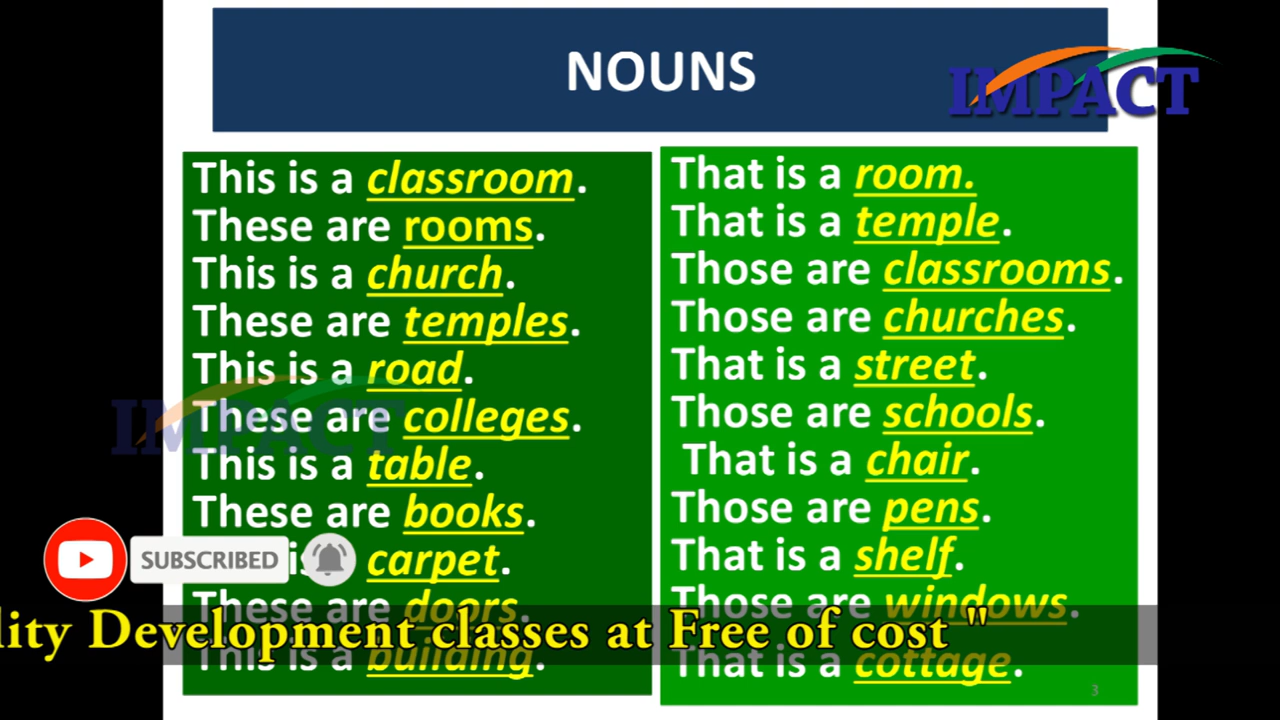 NOUNS
IMPACT
This is a classroom.
These are rooms.
This is a church.
These are temples.
This is a road.
These are colleges.
This is a table.
These are books.
carpet.
These are doors.
This is a building.
That is a room.
That is a temple.
Those are classrooms.
Those are churches.
That is a street.
Those are schools.
That is a chair.
Those are pens.
That is a shelf.
Those are windows.
That is a cottage.
IMPACT
SUBSCRIBED
lity Development classes at Free of cost "
3